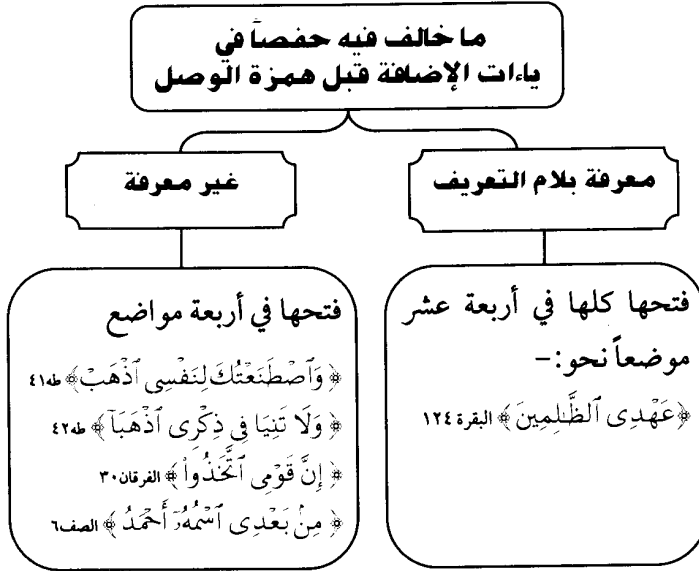 ما خالف فيه حفصاً في
ياءات الإضافة قبل همزة الوصل
معرفة بلام التعريف
غير معرفة
فتحها كلها في أربعة عشر
موضعاً نحو:-
﴿عَهْدِى ٱلظَّـٰلِمِينَ﴾ البقرة ١٢٤
فتحها في أربعة مواضع
﴿وَٱصْطَنَعْتُكَ لِنَفْسِى ٱذْهَبْ﴾ طه٤١
﴿وَلَا تَنِيَا فِى ذِكْرِى ٱذْهَبَآ﴾ طه٤٢
﴿إِنَّ قَوْمِى ٱتَّخَذُوا۟﴾ الفرقان٣٠
﴿مِنۢ بَعْدِى ٱسْمُهُۥٓ أَحْمَدُ﴾ الصف٦